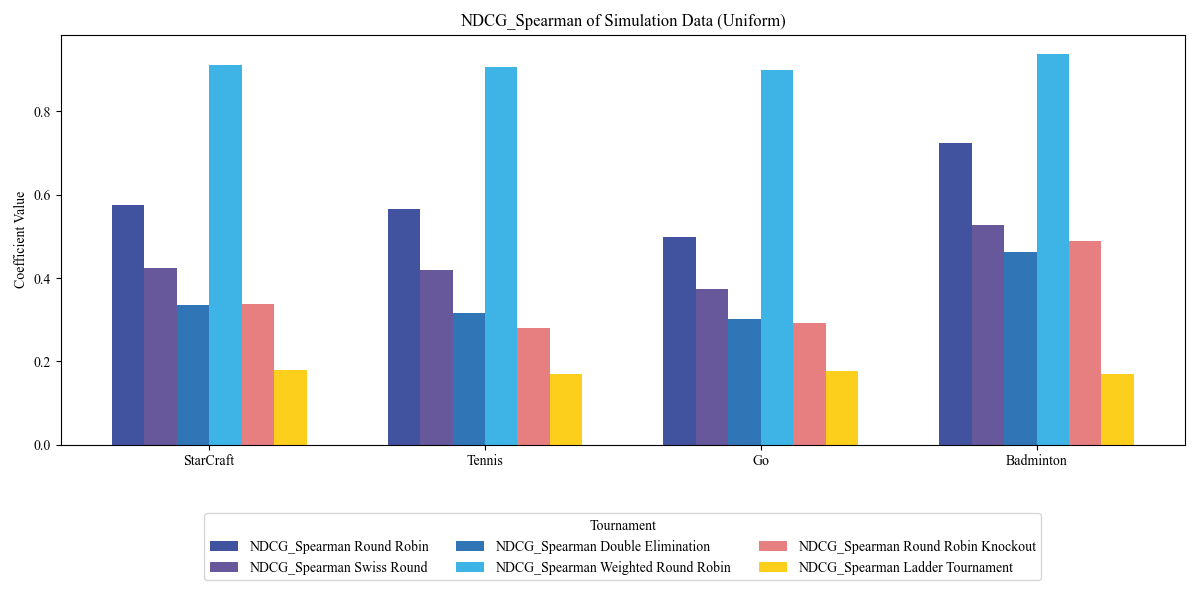 NDCG_Spearman of Simulation Data (Uniform)
Coefficient Value
0.8
0.6
0.4
0.2
0.0
StarCraft Tennis Go Badminton
Tournament
NDCG_Spearman Round Robin NDCG_Spearman Double Elimination NDCG_Spearman Round Robin Knockout
NDCG_Spearman Swiss Round NDCG_Spearman Weighted Round Robin NDCG_Spearman Ladder Tournament